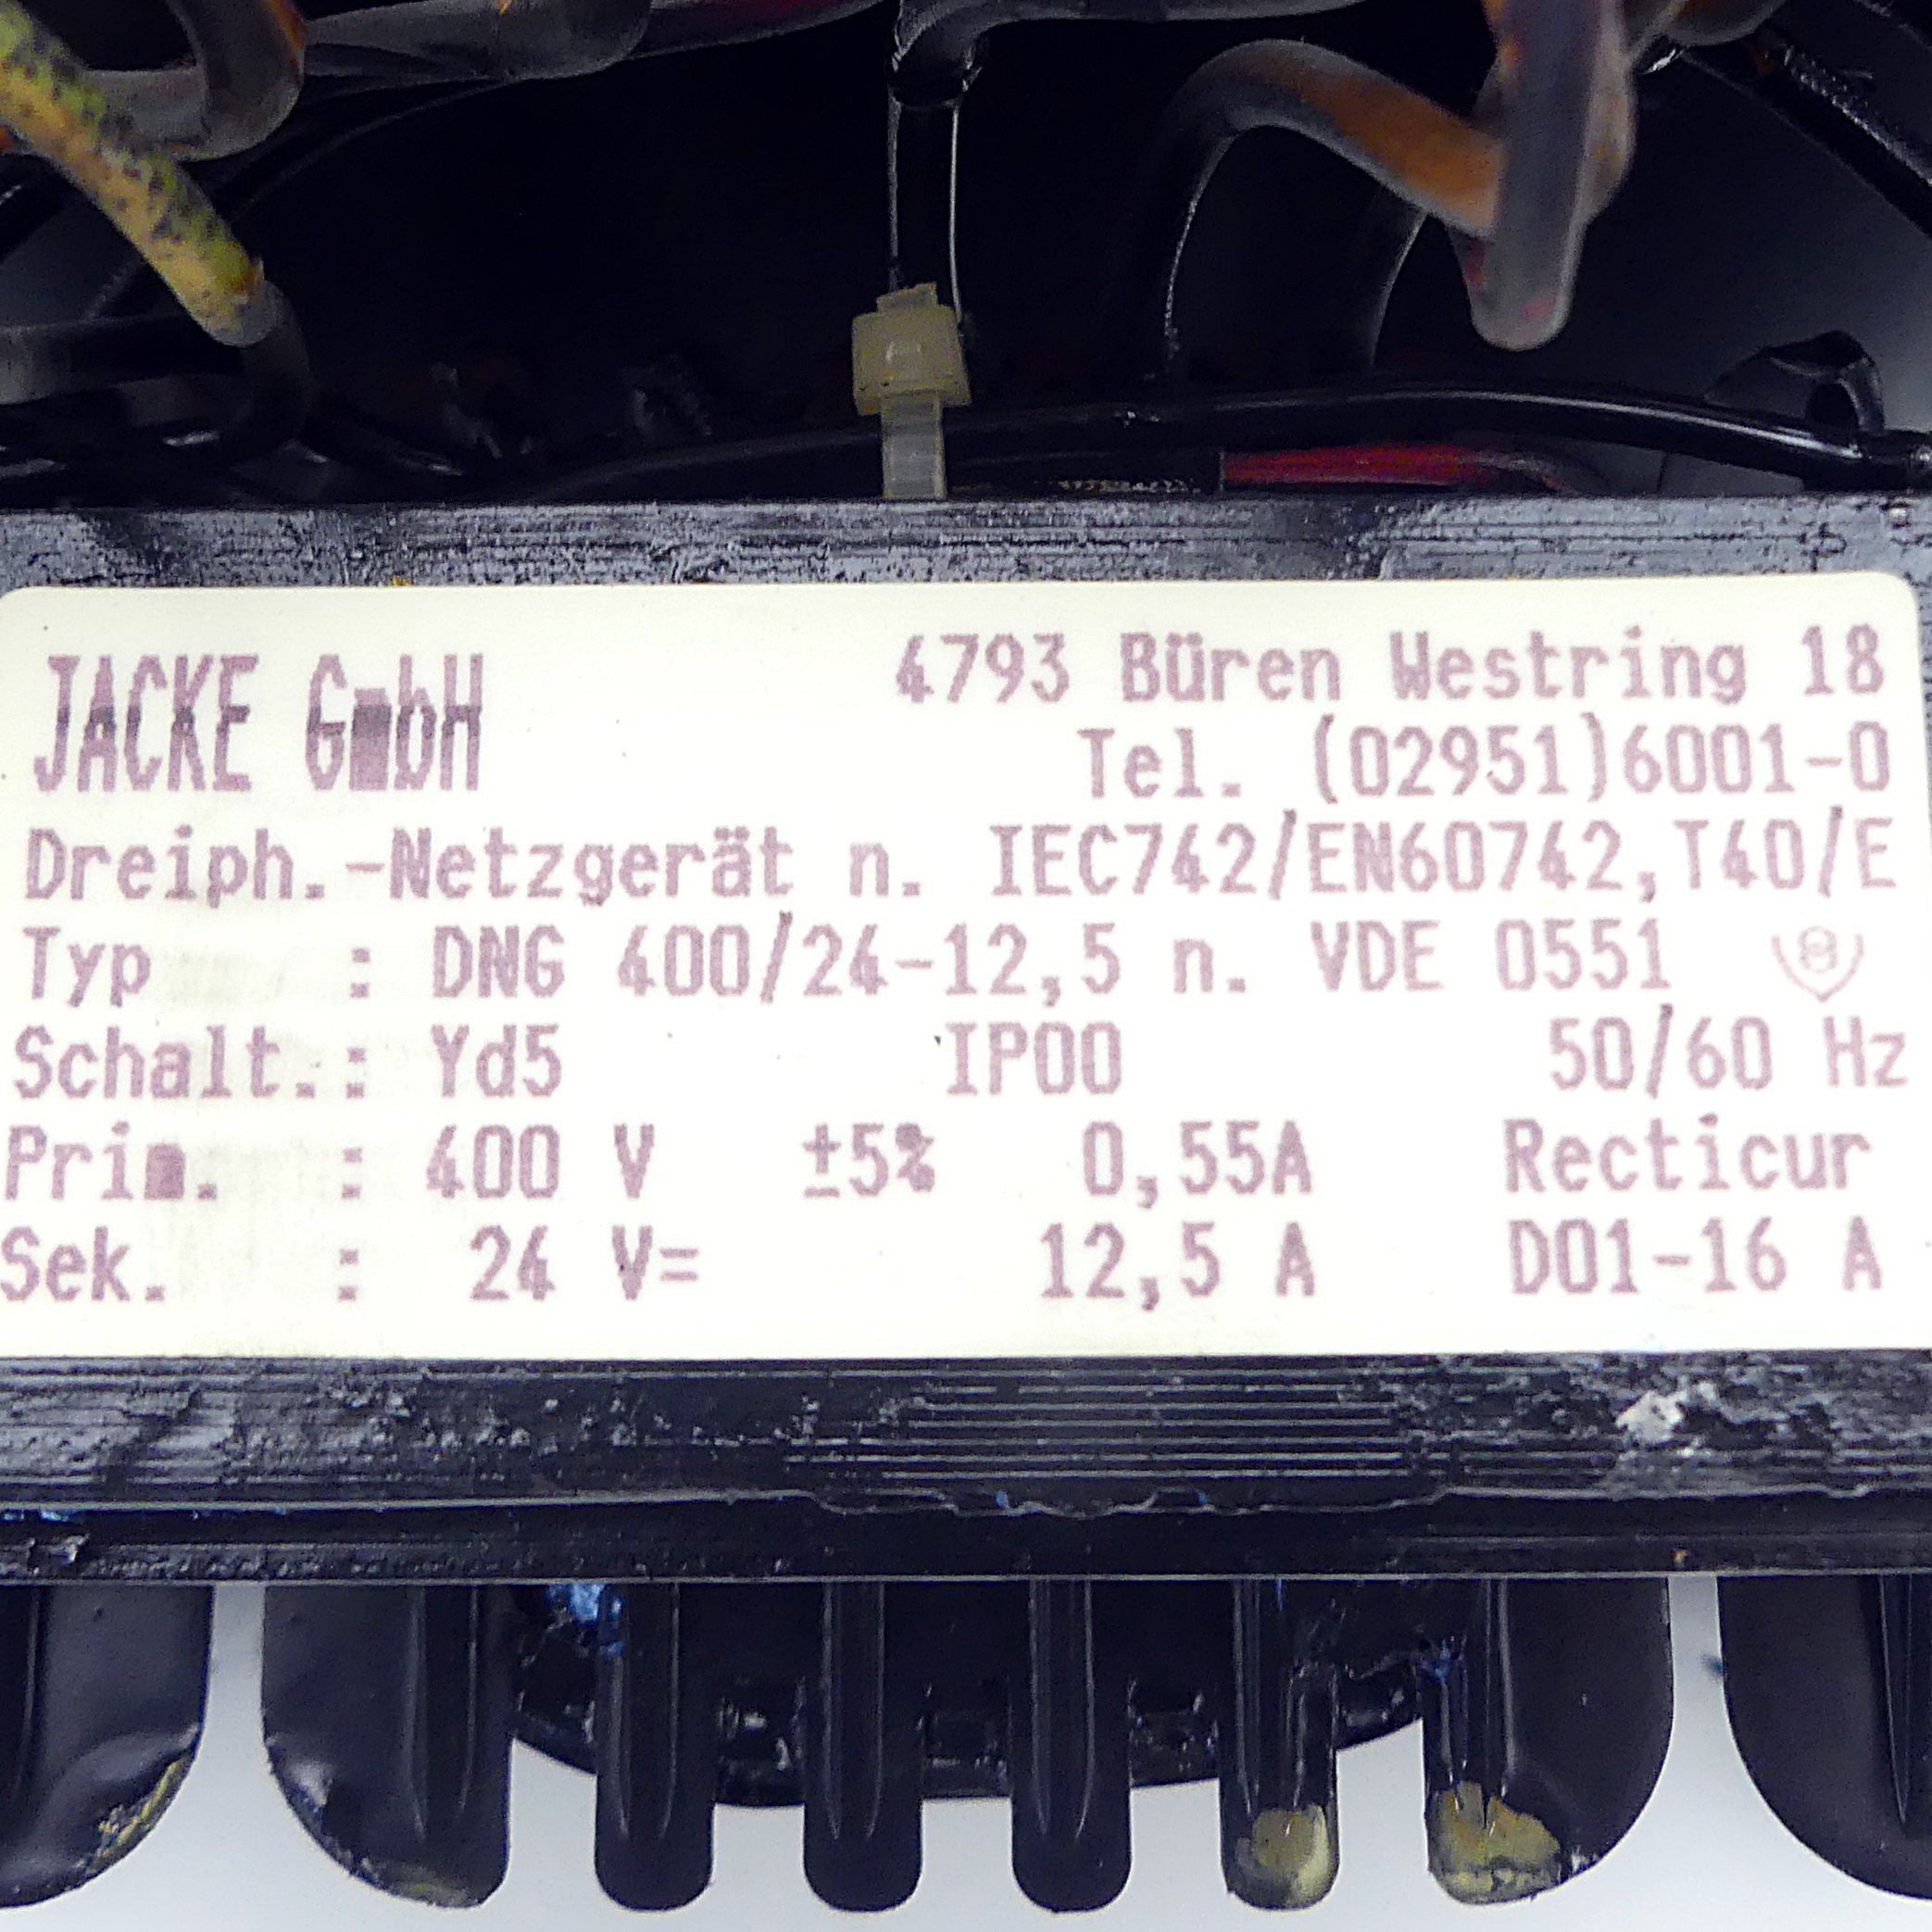 JACKE GmbH 4793 Büren Westring 18
Tel. (02951)6001-0
Dreiph.-Netzgerät n. IEC742/EN60742,T40/E
Typ : DNG 400/24-12,5 n. VDE 0551
Schalt.: Yd5 IP00 50/60 Hz
Prim. : 400 V ±5% 0,55A Recticur
Sek. : 24 V= 12,5 A D01-16 A